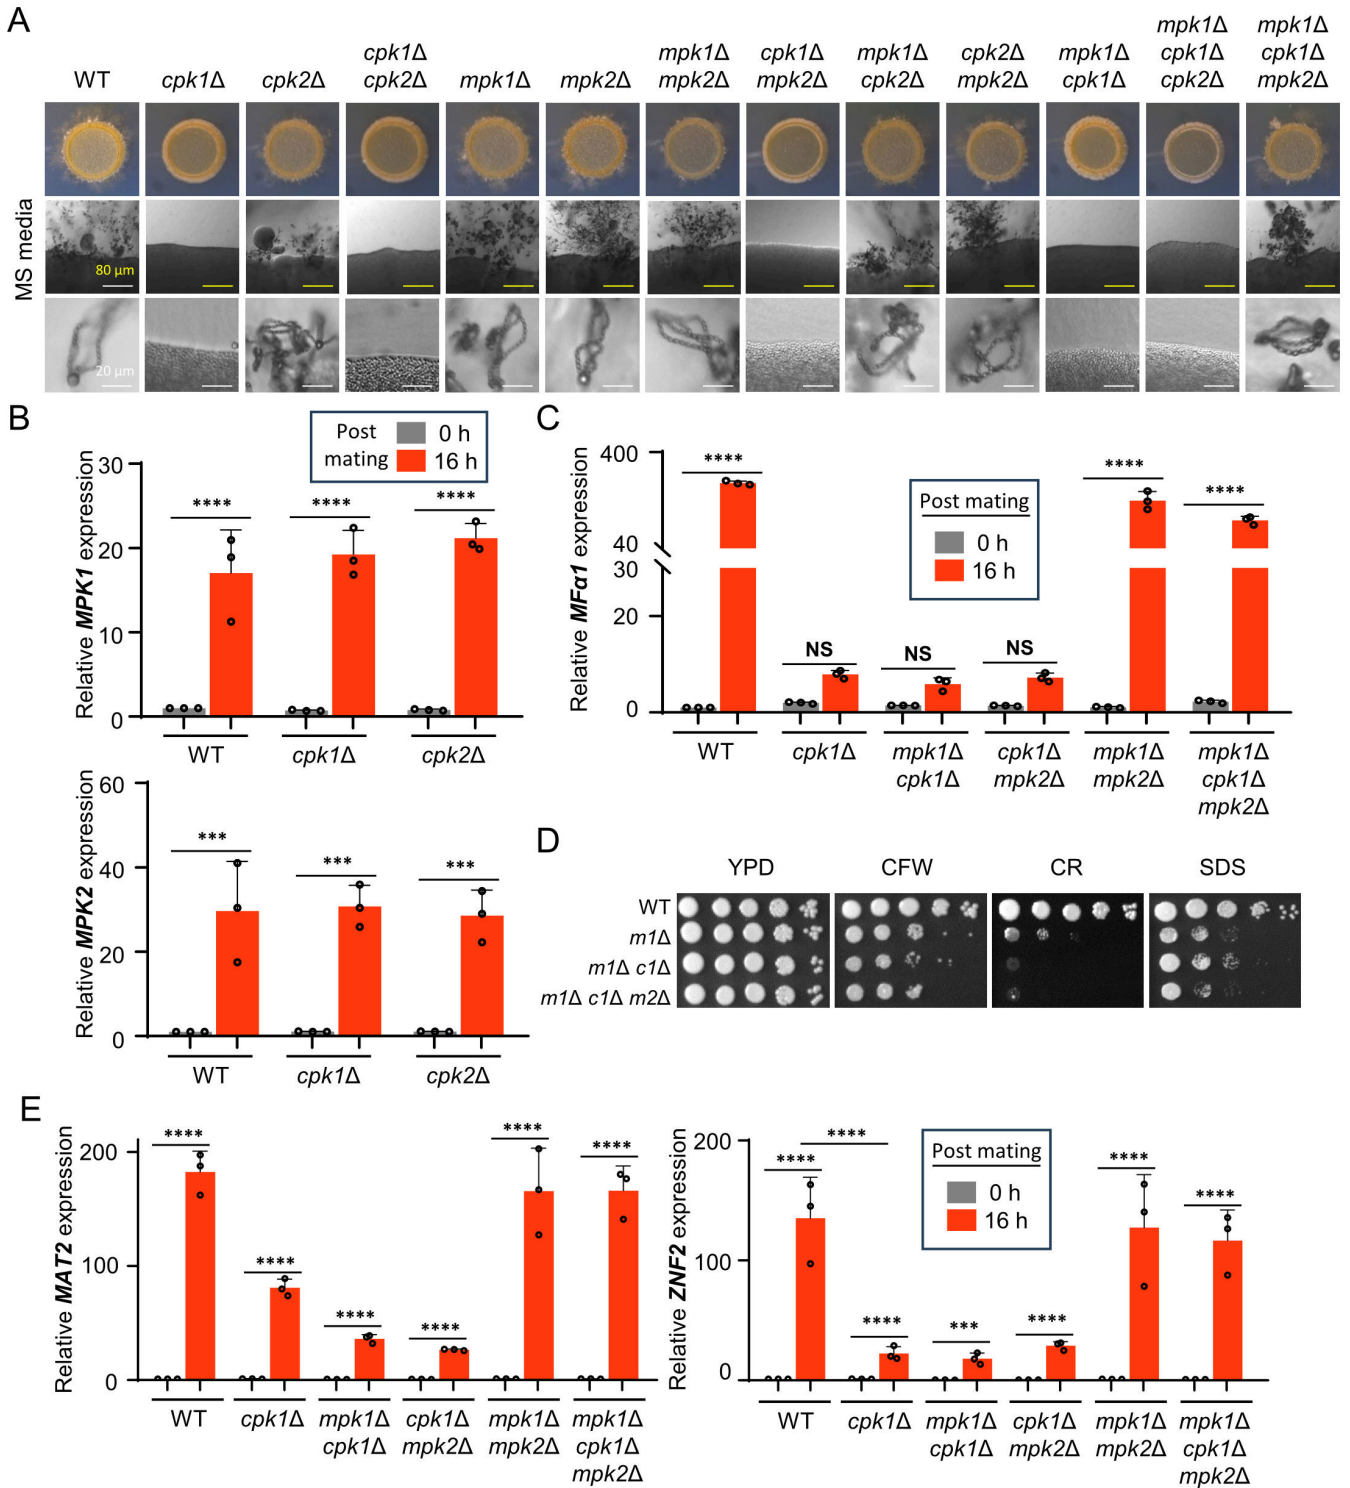 A
WT
cpk1Δ
cpk2Δ
cpk1Δ
cpk2Δ
mpk1Δ
mpk2Δ
mpk1Δ
mpk2Δ
cpk1Δ
mpk2Δ
mpk1Δ
cpk2Δ
cpk2Δ
mpk2Δ
mpk1Δ
cpk1Δ
mpk1Δ
cpk1Δ
cpk2Δ
mpk1Δ
cpk1Δ
mpk2Δ
MS media
80 µm
20 µm
B
Post mating
0 h
16 h
Relative MPK1 expression
30
20
10
0
****
****
****
WT
cpk1Δ
cpk2Δ
Relative MPK2 expression
60
40
20
0
***
***
***
WT
cpk1Δ
cpk2Δ
C
Relative MFα1 expression
400
40
30
20
0
Post mating
0 h
16 h
****
NS
NS
NS
****
****
WT
cpk1Δ
mpk1Δ
cpk1Δ
cpk1Δ
mpk2Δ
mpk1Δ
mpk2Δ
mpk1Δ
cpk1Δ
mpk2Δ
D
YPD
CFW
CR
SDS
WT
m1Δ
m1Δ c1Δ
m1Δ c1Δ m2Δ
E
Relative MAT2 expression
200
100
0
****
****
****
****
****
****
WT
cpk1Δ
mpk1Δ
cpk1Δ
cpk1Δ
mpk2Δ
mpk1Δ
mpk2Δ
mpk1Δ
cpk1Δ
mpk2Δ
Relative ZNF2 expression
200
100
0
Post mating
0 h
16 h
****
****
****
***
****
****
****
WT
cpk1Δ
mpk1Δ
cpk1Δ
cpk1Δ
mpk2Δ
mpk1Δ
mpk2Δ
mpk1Δ
cpk1Δ
mpk2Δ